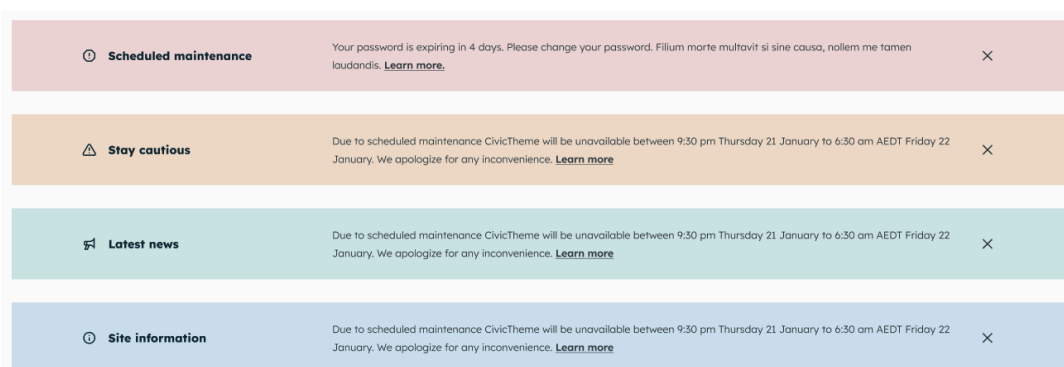 Scheduled maintenance
Your password is expiring in 4 days. Please change your password. Filium morte multavit si sine causa, nollem me tamen
laudandis. Learn more.
Stay cautious
Due to scheduled maintenance CivicTheme will be unavailable between 9:30 pm Thursday 21 January to 6:30 am AEDT Friday 22
January. We apologize for any inconvenience. Learn more
Latest news
Due to scheduled maintenance CivicTheme will be unavailable between 9:30 pm Thursday 21 January to 6:30 am AEDT Friday 22
January. We apologize for any inconvenience. Learn more
Site information
Due to scheduled maintenance CivicTheme will be unavailable between 9:30 pm Thursday 21 January to 6:30 am AEDT Friday 22
January. We apologize for any inconvenience. Learn more